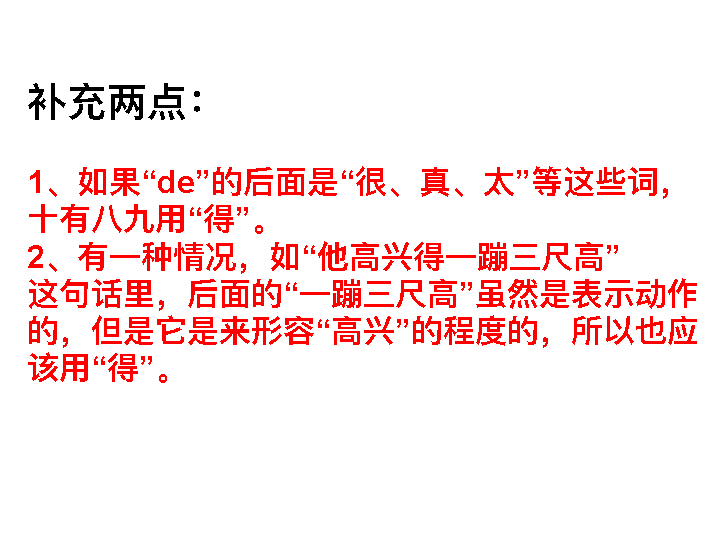 补充两点：
1、如果“de”的后面是“很、真、太”等这些词，
十有八九用“得”。
2、有一种情况，如“他高兴得一蹦三尺高”
这句话里，后面的“一蹦三尺高”虽然是表示动作
的，但是它是来形容“高兴”的程度的，所以也应
该用“得”。